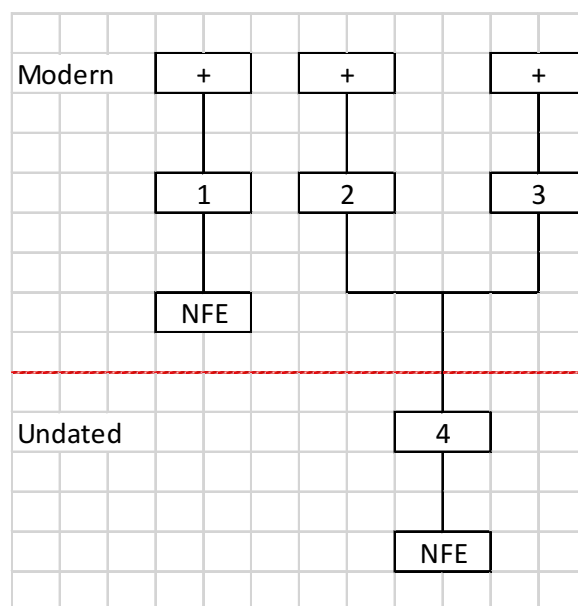 Modern + + +
1 2 3
NFE
Undated 4
NFE